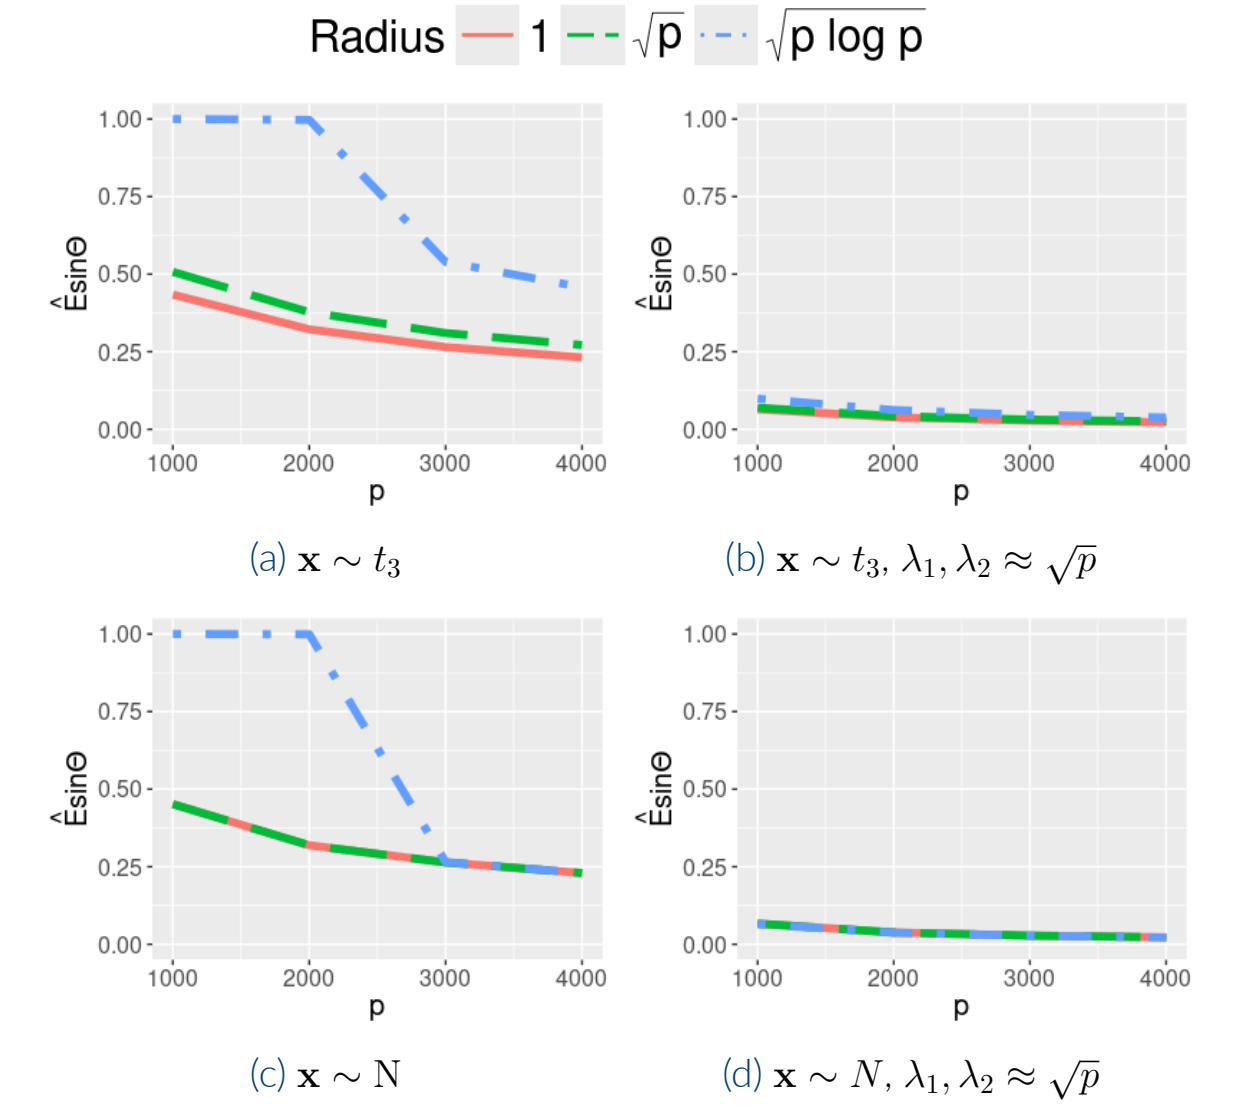 Radius 1 √p √p log p
1.00 1.00
0.75 0.75
ÊsinΘ 0.50 ÊsinΘ 0.50
0.25 0.25
0.00 0.00
1000 2000 3000 4000 1000 2000 3000 4000
p p
(a) x ∼ t₃ (b) x ∼ t₃, λ₁, λ₂ ≈ √p
1.00 1.00
0.75 0.75
ÊsinΘ 0.50 ÊsinΘ 0.50
0.25 0.25
0.00 0.00
1000 2000 3000 4000 1000 2000 3000 4000
p p
(c) x ∼ N (d) x ∼ N, λ₁, λ₂ ≈ √p